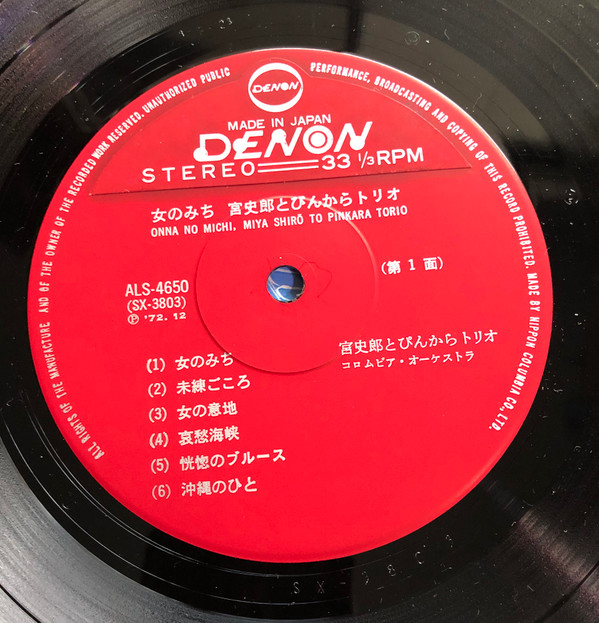 DENON
MADE IN JAPAN
DENON
STEREO 33 1/3 RPM
女のみち 宮史郎とぴんからトリオ
ONNA NO MICHI, MIYA SHIRŌ TO PINKARA TORIO
(第1面)
ALS-4650
(SX-3803)
Ⓟ '72.12
宮史郎とぴんからトリオ
コロムビア・オーケストラ
(1) 女のみち
(2) 未練ごころ
(3) 女の意地
(4) 哀愁海峡
(5) 恍惚のブルース
(6) 沖縄のひと
ALL RIGHTS OF THE MANUFACTURE AND OF THE OWNER OF THE RECORDED WORK RESERVED. UNAUTHORIZED PUBLIC PERFORMANCE, BROADCASTING AND COPYING OF THIS RECORD PROHIBITED. MADE BY NIPPON COLUMBIA CO., LTD.